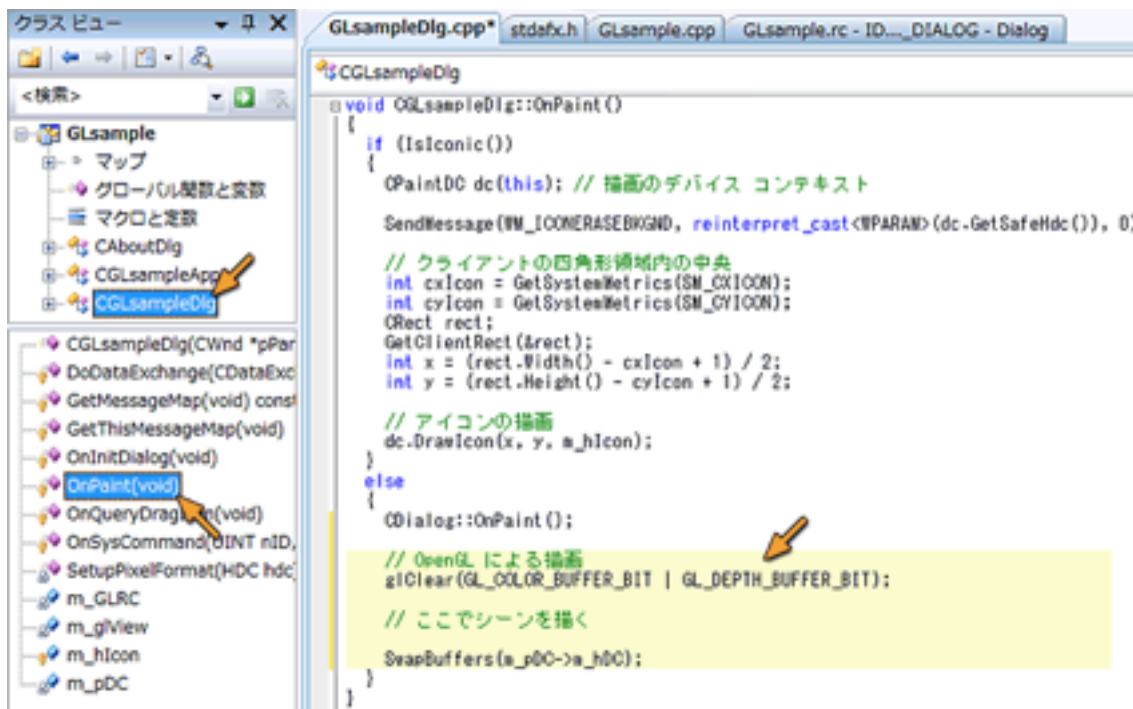 クラス ビュー
<検索>
GLsample
マップ
グローバル関数と変数
マクロと定数
CAboutDlg
CGLsampleApp
CGLsampleDlg
CGLsampleDlg(CWnd *pPar
DoDataExchange(CDataExc
GetMessageMap(void) const
GetThisMessageMap(void)
OnInitDialog(void)
OnPaint(void)
OnSysCommand(UINT nID,
SetupPixelFormat(HDC hdc)
m_GLRC
m_glView
m_hIcon
m_pDC
GLsampleDlg.cpp* stdafx.h GLsample.cpp GLsample.rc - ID...._DIALOG - Dialog
CGLsampleDlg
void CGLsampleDlg::OnPaint()
{
if (IsIconic())
{
CPaintDC dc(this); // 描画のデバイス コンテキスト
SendMessage(WM_ICONERASEBKGND, reinterpret_cast<WPARAM>(dc.GetSafeHdc()), 0)
// クライアントの四角形領域内の中央
int cxIcon = GetSystemMetrics(SM_CXICON);
int cyIcon = GetSystemMetrics(SM_CYICON);
CRect rect;
GetClientRect(&rect);
int x = (rect.Width() - cxIcon + 1) / 2;
int y = (rect.Height() - cyIcon + 1) / 2;
// アイコンの描画
dc.DrawIcon(x, y, m_hIcon);
}
else
{
CDialog::OnPaint();
// OpenGL による描画
glClear(GL_COLOR_BUFFER_BIT | GL_DEPTH_BUFFER_BIT);
// ここでシーンを描く
SwapBuffers(m_pDC->m_hDC);
}
}